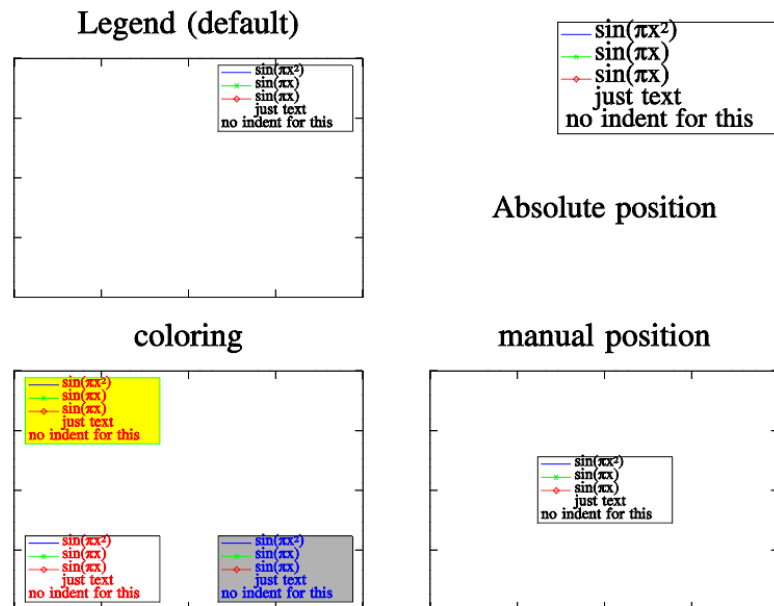 Legend (default)
sin(πx²)
sin(πx)
sin(πx)
just text
no indent for this
sin(πx²)
sin(πx)
sin(πx)
just text
no indent for this
Absolute position
coloring
sin(πx²)
sin(πx)
sin(πx)
just text
no indent for this
sin(πx²)
sin(πx)
sin(πx)
just text
no indent for this
sin(πx²)
sin(πx)
sin(πx)
just text
no indent for this
manual position
sin(πx²)
sin(πx)
sin(πx)
just text
no indent for this